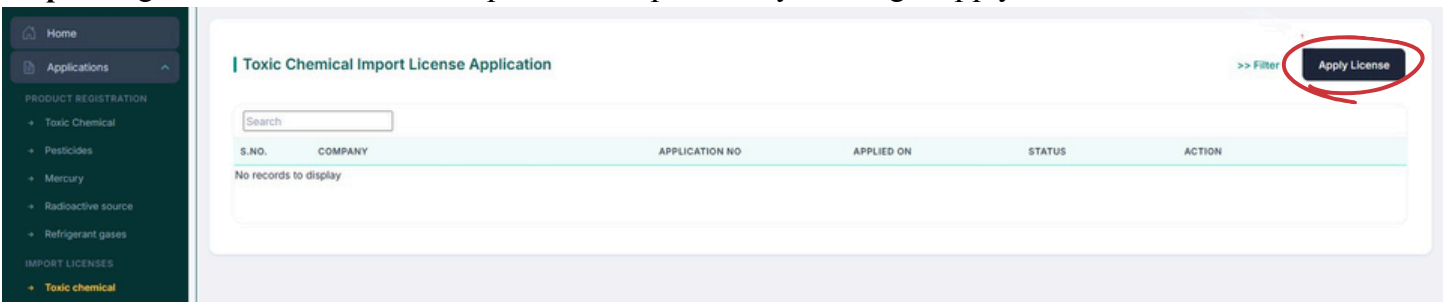 Home
Applications
PRODUCT REGISTRATION
Toxic Chemical
Pesticides
Mercury
Radioactive source
Refrigerant gases
IMPORT LICENSES
Toxic chemical
Toxic Chemical Import License Application
>> Filter
Apply License
Search
S.NO. COMPANY APPLICATION NO APPLIED ON STATUS ACTION
No records to display